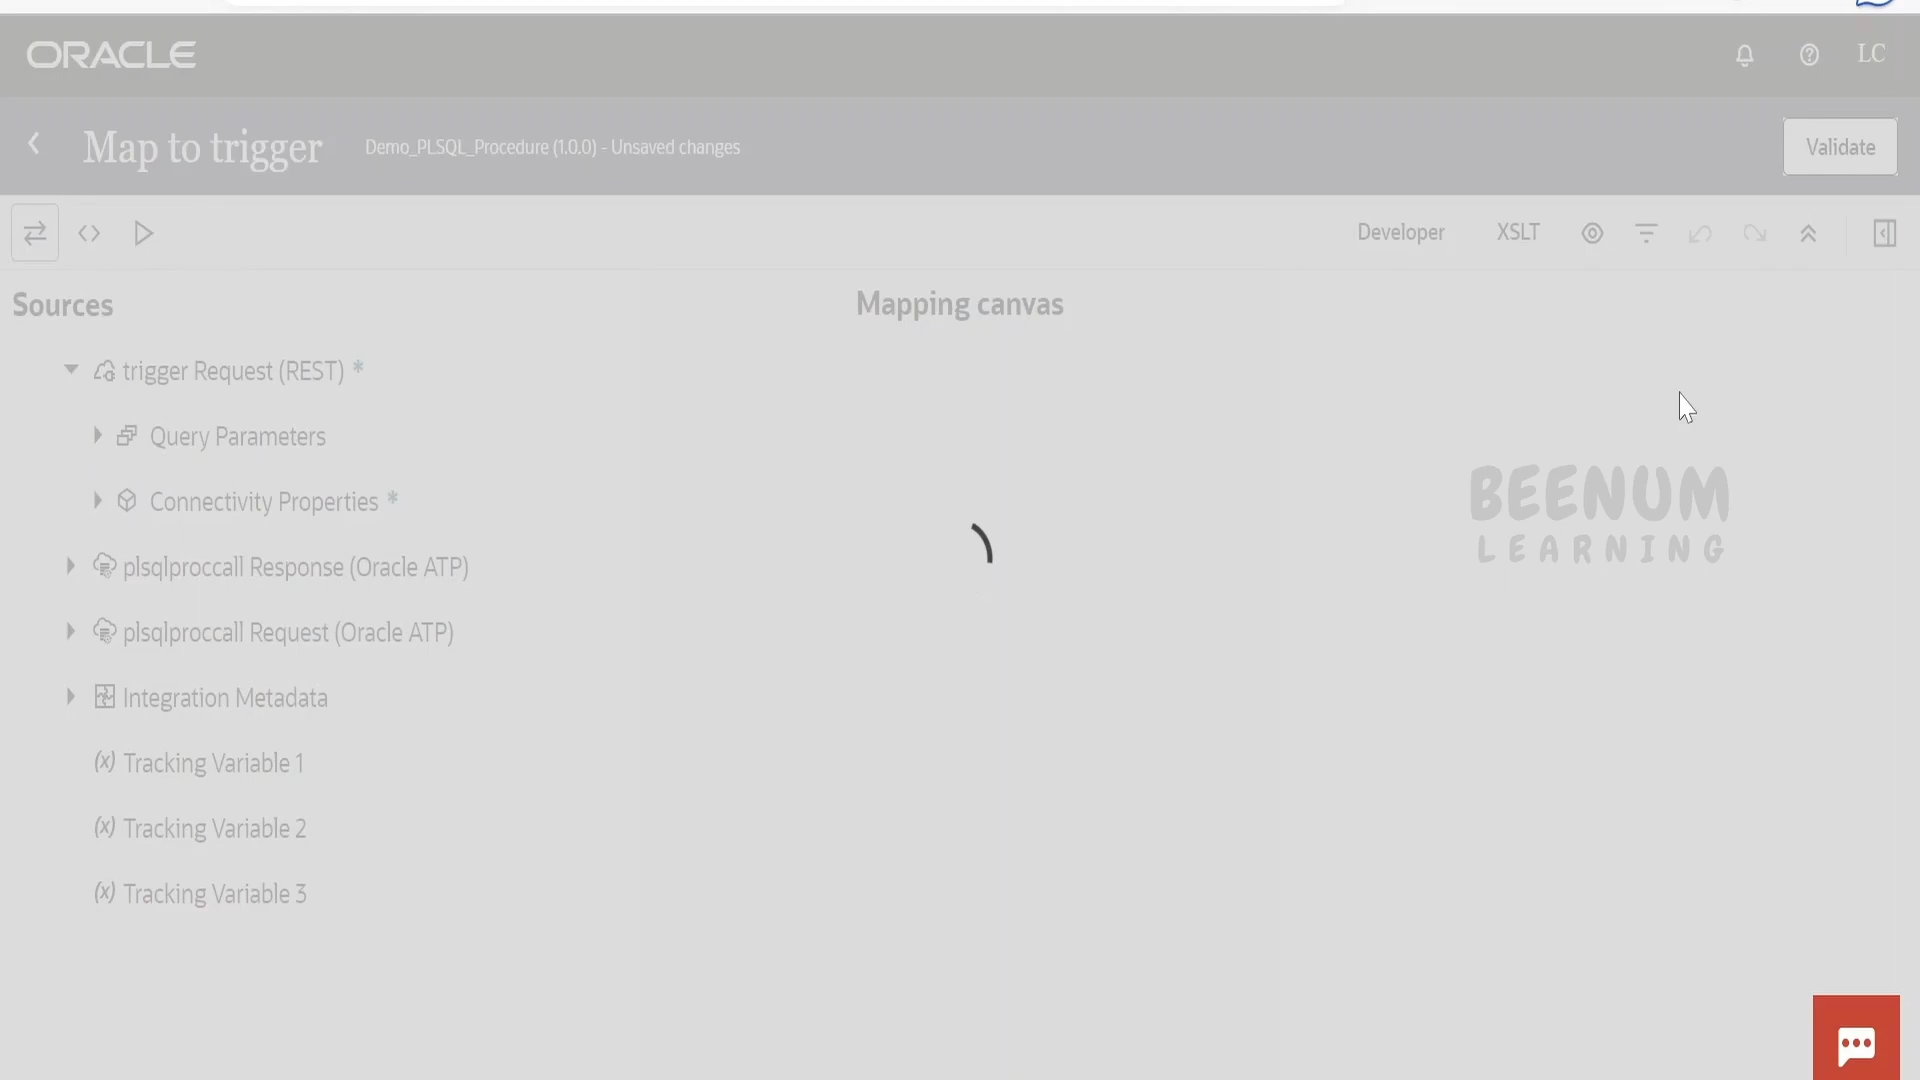 ORACLE
LC
Map to trigger
Demo_PLSQL_Procedure (1.0.0) - Unsaved changes
Validate
Developer
XSLT
Sources
Mapping canvas
trigger Request (REST) *
Query Parameters
Connectivity Properties *
plsqlproccall Response (Oracle ATP)
plsqlproccall Request (Oracle ATP)
Integration Metadata
(x) Tracking Variable 1
(x) Tracking Variable 2
(x) Tracking Variable 3
BEENUM
LEARNING